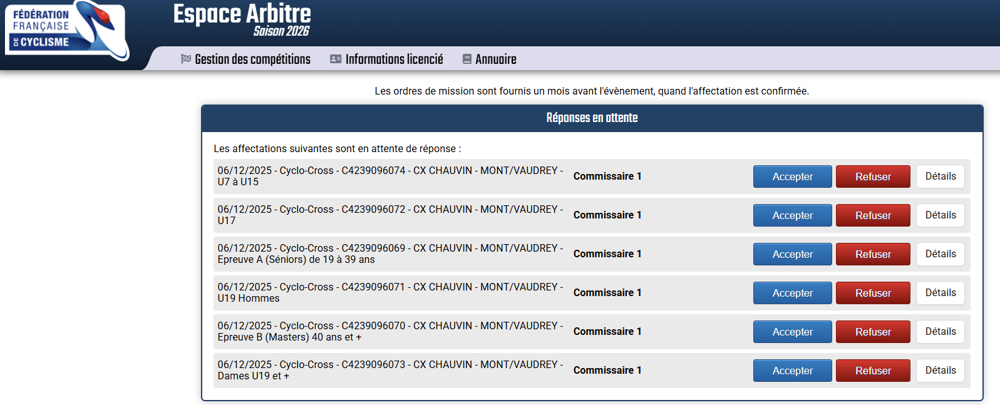 FÉDÉRATION
FRANÇAISE
DE CYCLISME
Espace Arbitre
Saison 2026
Gestion des compétitions
Informations licencié
Annuaire
Les ordres de mission sont fournis un mois avant l'évènement, quand l'affectation est confirmée.
Réponses en attente
Les affectations suivantes sont en attente de réponse :
06/12/2025 - Cyclo-Cross - C4239096074 - CX CHAUVIN - MONT/VAUDREY -
U7 à U15
Commissaire 1
Accepter
Refuser
Détails
06/12/2025 - Cyclo-Cross - C4239096072 - CX CHAUVIN - MONT/VAUDREY -
U17
Commissaire 1
Accepter
Refuser
Détails
06/12/2025 - Cyclo-Cross - C4239096069 - CX CHAUVIN - MONT/VAUDREY -
Epreuve A (Séniors) de 19 à 39 ans
Commissaire 1
Accepter
Refuser
Détails
06/12/2025 - Cyclo-Cross - C4239096071 - CX CHAUVIN - MONT/VAUDREY -
U19 Hommes
Commissaire 1
Accepter
Refuser
Détails
06/12/2025 - Cyclo-Cross - C4239096070 - CX CHAUVIN - MONT/VAUDREY -
Epreuve B (Masters) 40 ans et +
Commissaire 1
Accepter
Refuser
Détails
06/12/2025 - Cyclo-Cross - C4239096073 - CX CHAUVIN - MONT/VAUDREY -
Dames U19 et +
Commissaire 1
Accepter
Refuser
Détails